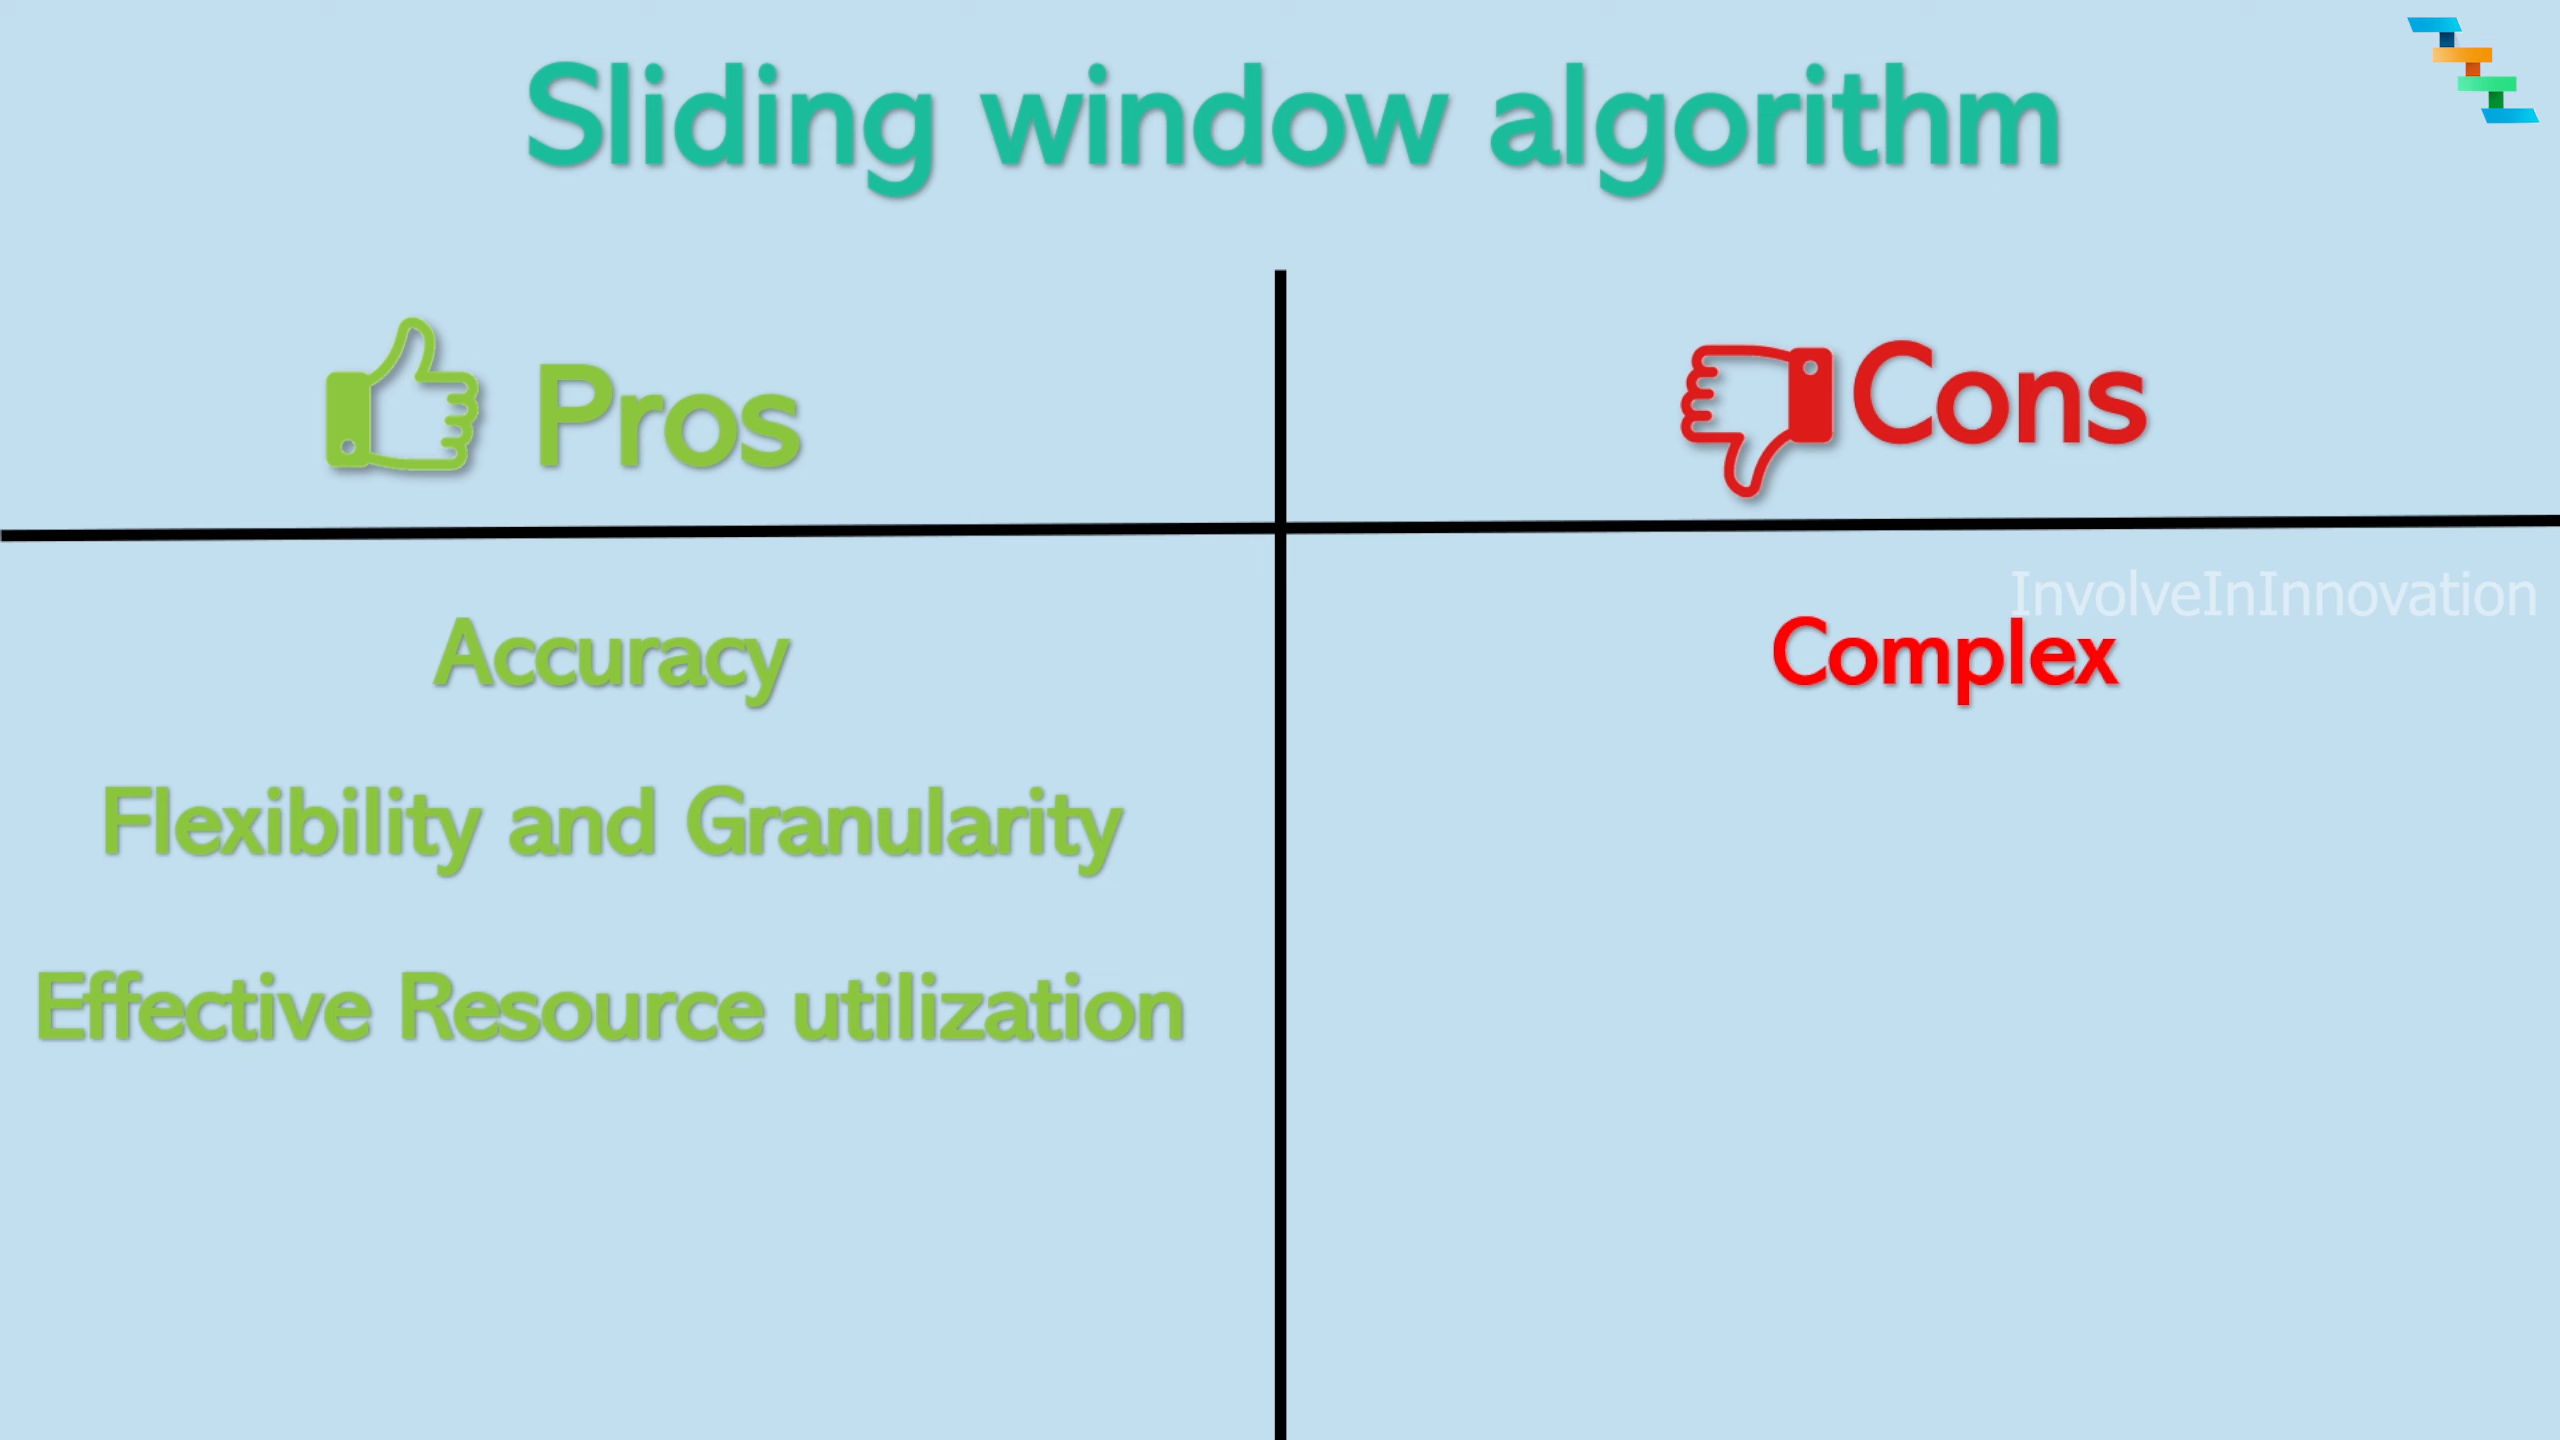 Sliding window algorithm
Pros
Cons
InvolveInInnovation
Accuracy
Complex
Flexibility and Granularity
Effective Resource utilization